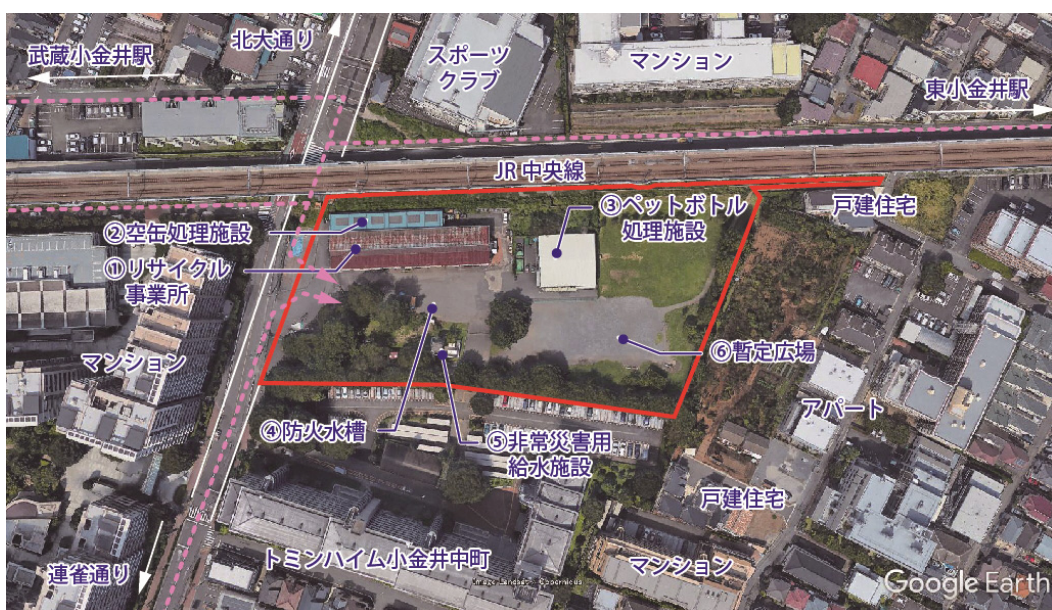 武蔵小金井駅
北大通り
スポーツ
クラブ
マンション
東小金井駅
JR 中央線
②空缶処理施設
③ペットボトル
処理施設
戸建住宅
①リサイクル
事業所
マンション
⑥暫定広場
④防火水槽
⑤非常災害用
給水施設
アパート
戸建住宅
トミンハイム小金井中町
マンション
連雀通り
Image Landsat / Copernicus
Google Earth